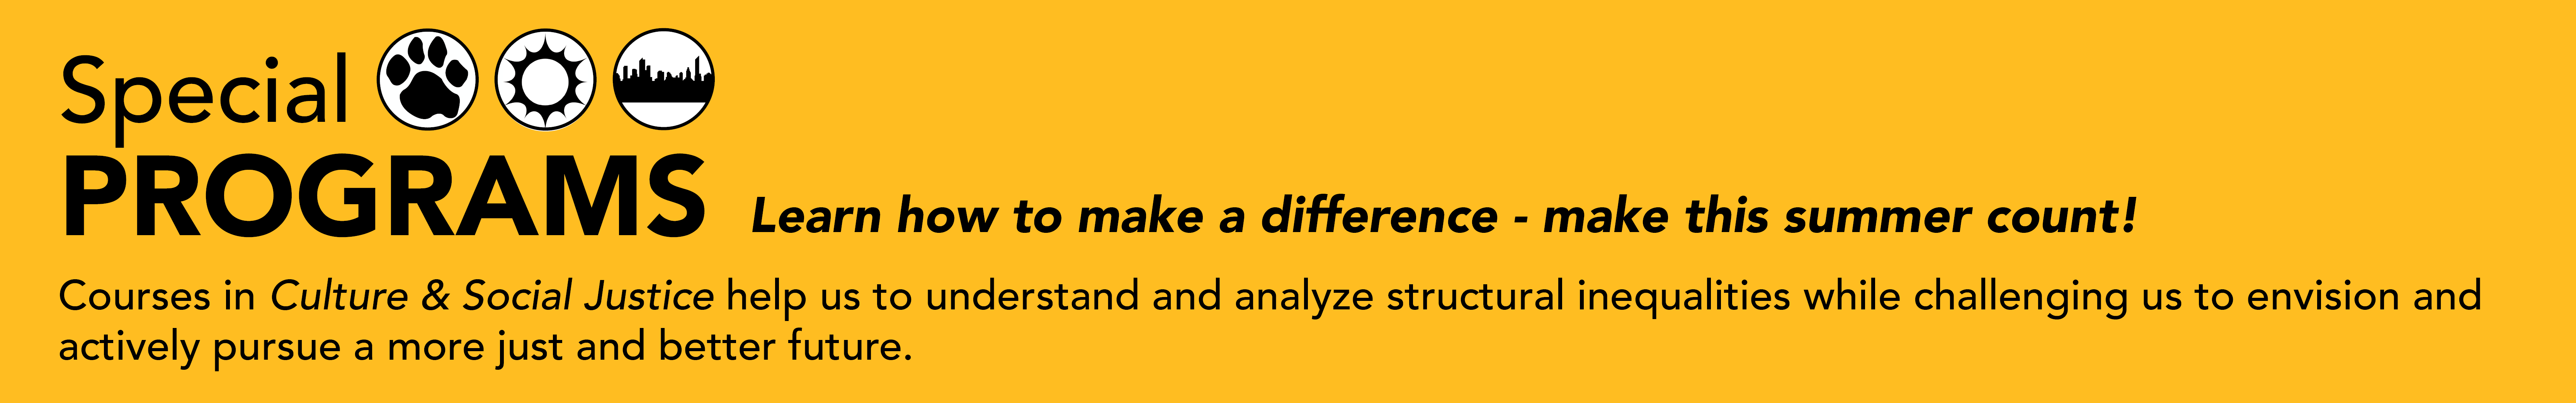 Special
PROGRAMS
Learn how to make a difference - make this summer count!
Courses in Culture & Social Justice help us to understand and analyze structural inequalities while challenging us to envision and
actively pursue a more just and better future.